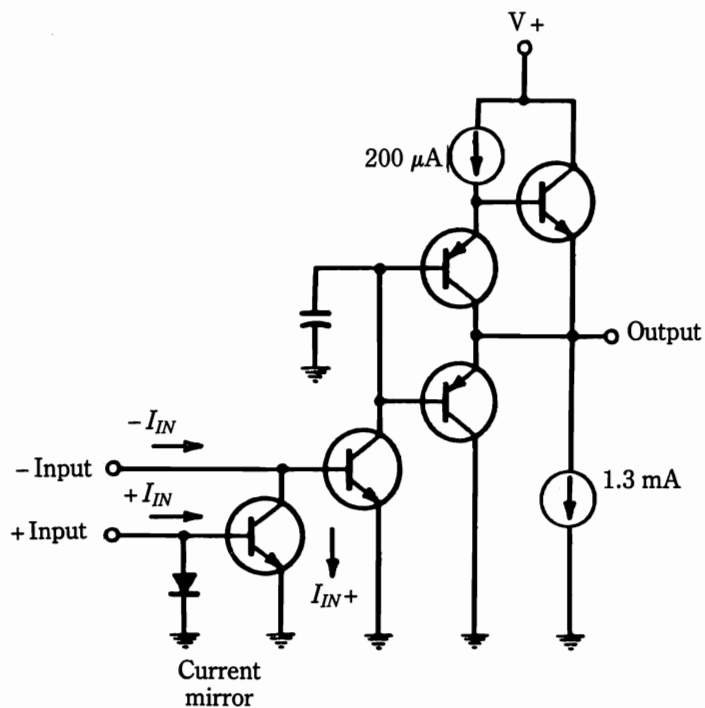 V +
200 μA
Output
− I_IN
− Input
1.3 mA
+ I_IN
+ Input
I_IN +
Current
mirror